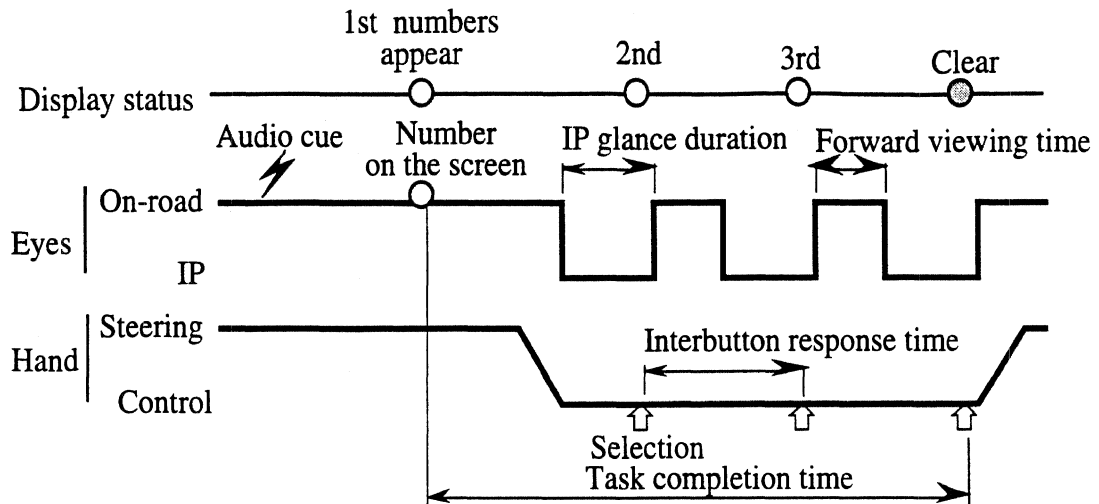 1st numbers
appear
2nd
3rd
Clear
Display status
Audio cue
Number
on the screen
IP glance duration
Forward viewing time
On-road
Eyes
IP
Steering
Hand
Interbutton response time
Control
Selection
Task completion time